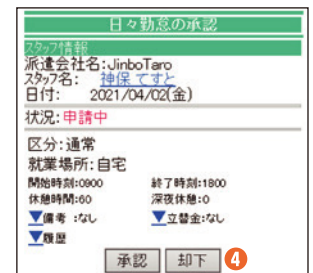 日々勤怠の承認
スタッフ情報
派遣会社名:JinboTaro
スタッフ名: 神保 てすと
日付: 2021/04/02(金)
状況:申請中
区分:通常
就業場所:自宅
開始時刻:0900 終了時刻:1800
休憩時間:60 深夜休憩:0
▼備考 :なし ▼立替金:なし
▼履歴
承認 却下 4